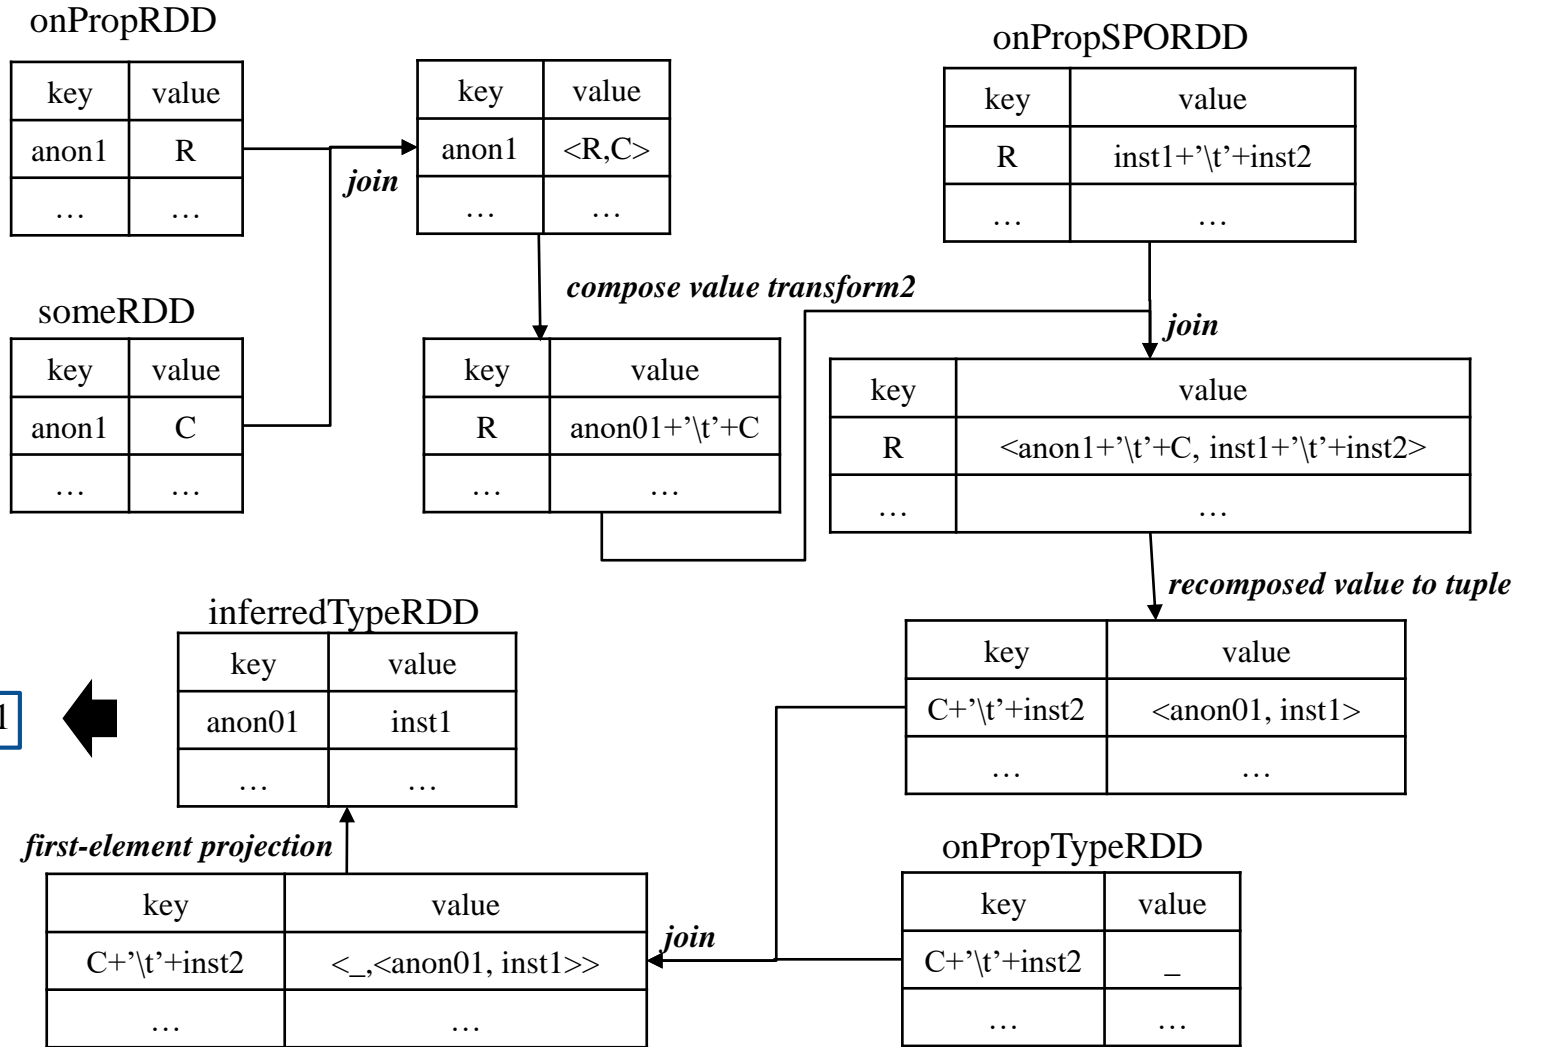 onPropRDD
key value
anon1 R
… …
key value
anon1 <R,C>
… …
join
onPropSPORDD
key value
R inst1+’\t’+inst2
… …
someRDD
key value
anon1 C
… …
compose value transform2
key value
R anon01+’\t’+C
… …
join
key value
R <anon1+’\t’+C, inst1+’\t’+inst2>
… …
recomposed value to tuple
key value
C+’\t’+inst2 <anon01, inst1>
… …
inferredTypeRDD
key value
anon01 inst1
… …
1
first-element projection
key value
C+’\t’+inst2 <_,<anon01, inst1>>
… …
join
onPropTypeRDD
key value
C+’\t’+inst2 _
… …